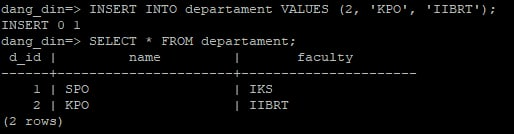 dang_din=> INSERT INTO departament VALUES (2, 'KPO', 'IIBRT');
INSERT 0 1
dang_din=> SELECT * FROM departament;
 d_id |         name          |        faculty
------+-----------------------+-----------------------
    1 | SPO                   | IKS
    2 | KPO                   | IIBRT
(2 rows)